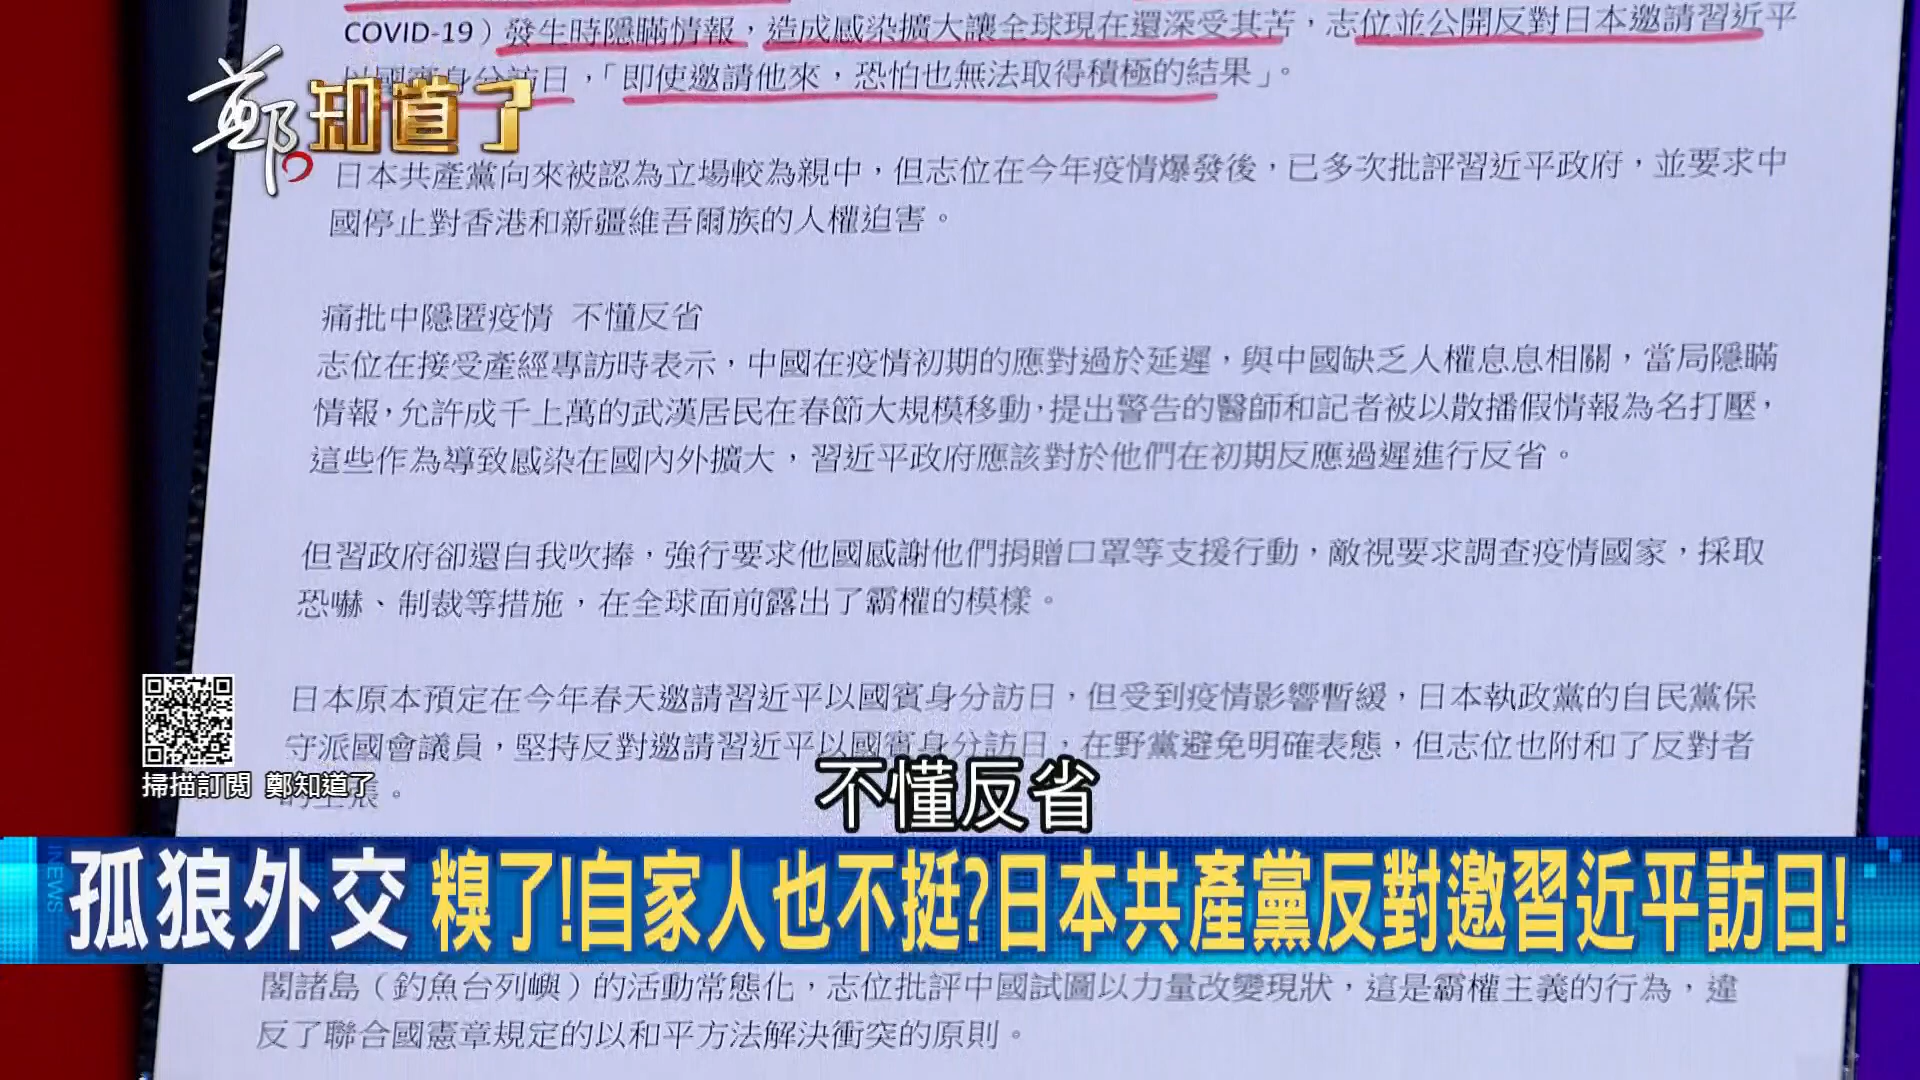 COVID-19）發生時隱瞞情報，造成感染擴大讓全球現在還深受其苦，志位並公開反對日本邀請習近平
以國賓身分訪日，「即使邀請他來，恐怕也無法取得積極的結果」。
鄭知道了
日本共產黨向來被認為立場較為親中，但志位在今年疫情爆發後，已多次批評習近平政府，並要求中
國停止對香港和新疆維吾爾族的人權迫害。
痛批中隱匿疫情 不懂反省
志位在接受產經專訪時表示，中國在疫情初期的應對過於延遲，與中國缺乏人權息息相關，當局隱瞞
情報，允許成千上萬的武漢居民在春節大規模移動，提出警告的醫師和記者被以散播假情報為名打壓，
這些作為導致感染在國內外擴大，習近平政府應該對於他們在初期反應過遲進行反省。
但習政府卻還自我吹捧，強行要求他國感謝他們捐贈口罩等支援行動，敵視要求調查疫情國家，採取
恐嚇、制裁等措施，在全球面前露出了霸權的模樣。
日本原本預定在今年春天邀請習近平以國賓身分訪日，但受到疫情影響暫緩，日本執政黨的自民黨保
守派國會議員，堅持反對邀請習近平以國賓身分訪日，在野黨避免明確表態，但志位也附和了反對者
的主張。
掃描訂閱 鄭知道了
不懂反省
INEWS
孤狼外交 糗了!自家人也不挺?日本共產黨反對邀習近平訪日!
閣諸島（釣魚台列嶼）的活動常態化，志位批評中國試圖以力量改變現狀，這是霸權主義的行為，違
反了聯合國憲章規定的以和平方法解決衝突的原則。